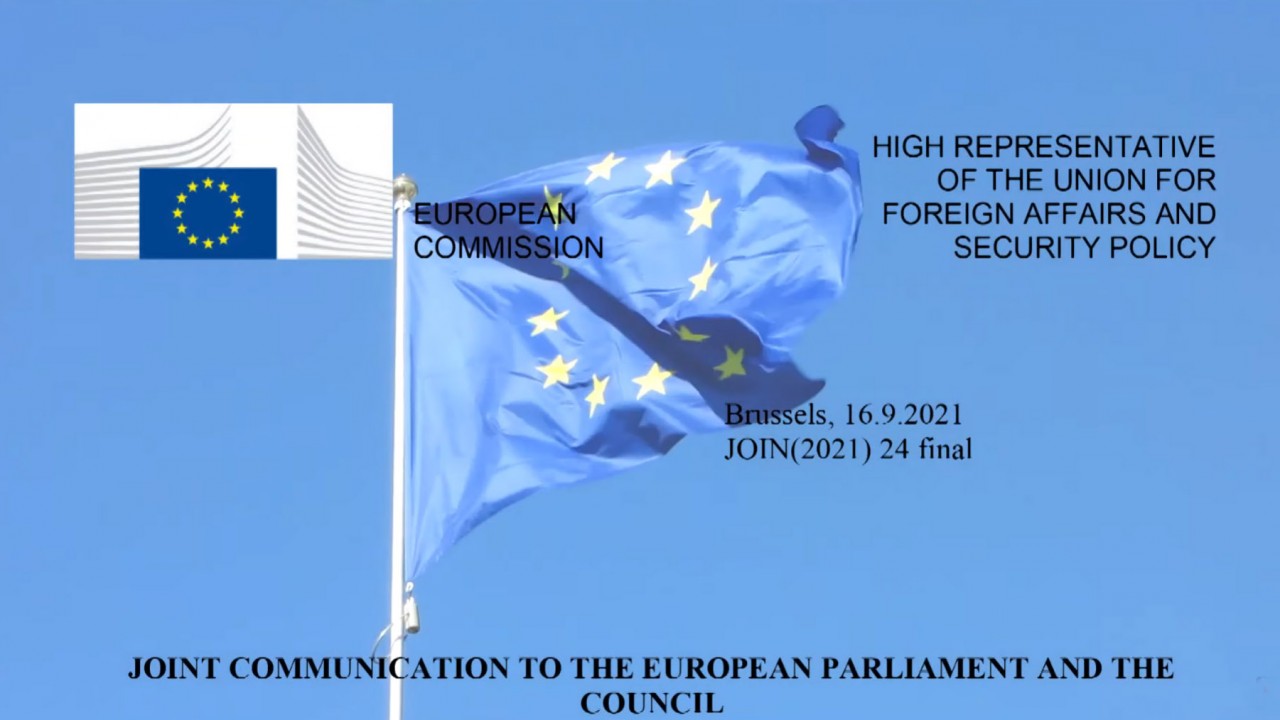 EUROPEAN
COMMISSION
HIGH REPRESENTATIVE
OF THE UNION FOR
FOREIGN AFFAIRS AND
SECURITY POLICY
Brussels, 16.9.2021
JOIN(2021) 24 final
JOINT COMMUNICATION TO THE EUROPEAN PARLIAMENT AND THE
COUNCIL